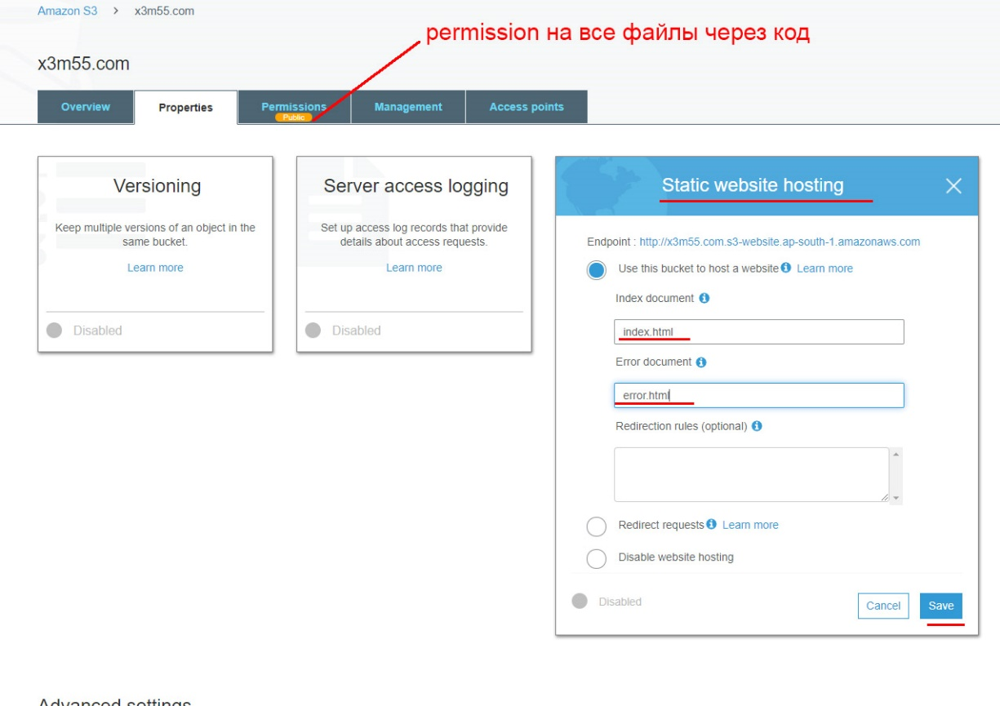 Amazon S3 > x3m55.com
permission на все файлы через код
x3m55.com
Overview
Properties
Permissions
Public
Management
Access points
Versioning
Keep multiple versions of an object in the
same bucket.
Learn more
Disabled
Server access logging
Set up access log records that provide
details about access requests.
Learn more
Disabled
Static website hosting
Endpoint : http://x3m55.com.s3-website.ap-south-1.amazonaws.com
Use this bucket to host a website Learn more
Index document
index.html
Error document
error.html
Redirection rules (optional)
Redirect requests Learn more
Disable website hosting
Disabled
Cancel
Save
Advanced settings